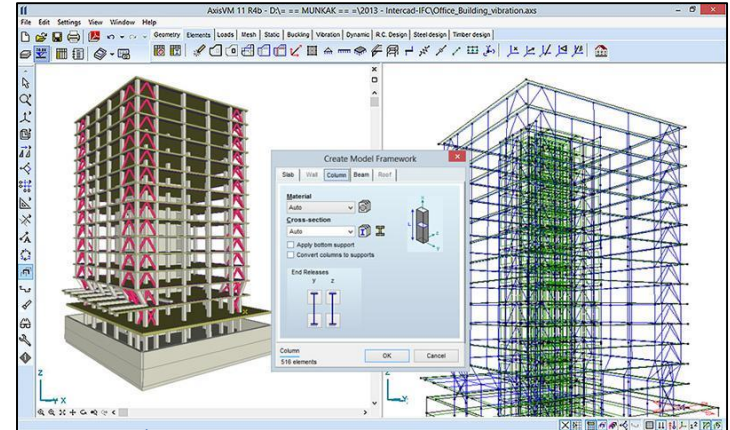 AxisVM 11 R4b - D:\= == MUNKAK == =\2013 - Intercad-IFC\Office_Building_vibration.axs
File Edit Settings View Window Help
Geometry Elements Loads Mesh Static Buckling Vibration Dynamic R.C. Design Steel design Timber design
Create Model Framework
Slab Wall Column Beam Roof
Material
Auto
Cross-section
Auto
Apply bottom support
Convert columns to supports
End Releases
y z
Column
516 elements
OK Cancel
Z
Y X
Z
Y